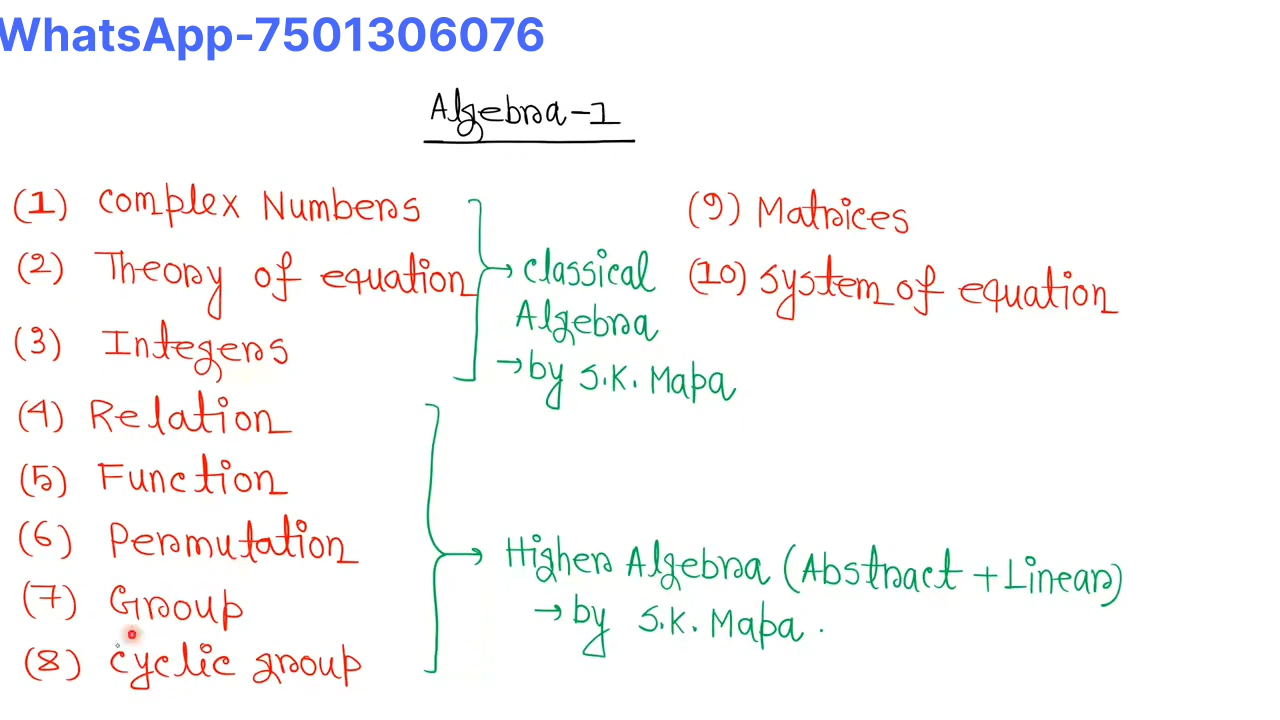 WhatsApp-7501306076
Algebra-1
(1) Complex Numbers
(2) Theory of equation
(3) Integers
→ Classical
Algebra
→ by S.K. Mapa
(4) Relation
(5) Function
(6) Permutation
(7) Group
(8) Cyclic group
→ Higher Algebra (Abstract + Linear)
→ by S.K. Mapa.
(9) Matrices
(10) System of equation